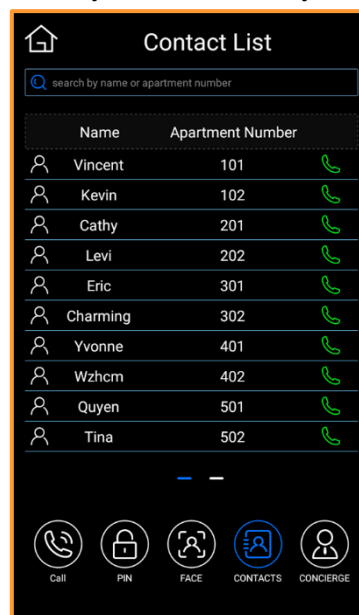 Contact List
search by name or apartment number
Name Apartment Number
Vincent 101
Kevin 102
Cathy 201
Levi 202
Eric 301
Charming 302
Yvonne 401
Wzhcm 402
Quyen 501
Tina 502
Call PIN FACE CONTACTS CONCIERGE